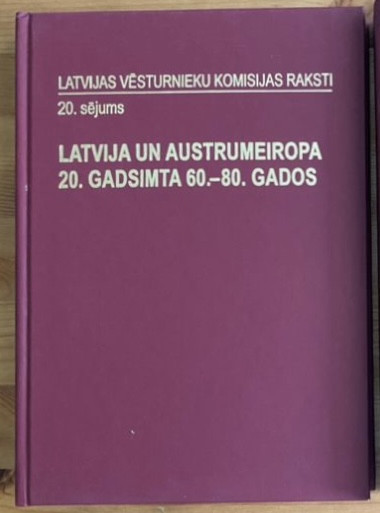 LATVIJAS VĒSTURNIEKU KOMISIJAS RAKSTI
20. sējums
LATVIJA UN AUSTRUMEIROPA
20. GADSIMTA 60.–80. GADOS